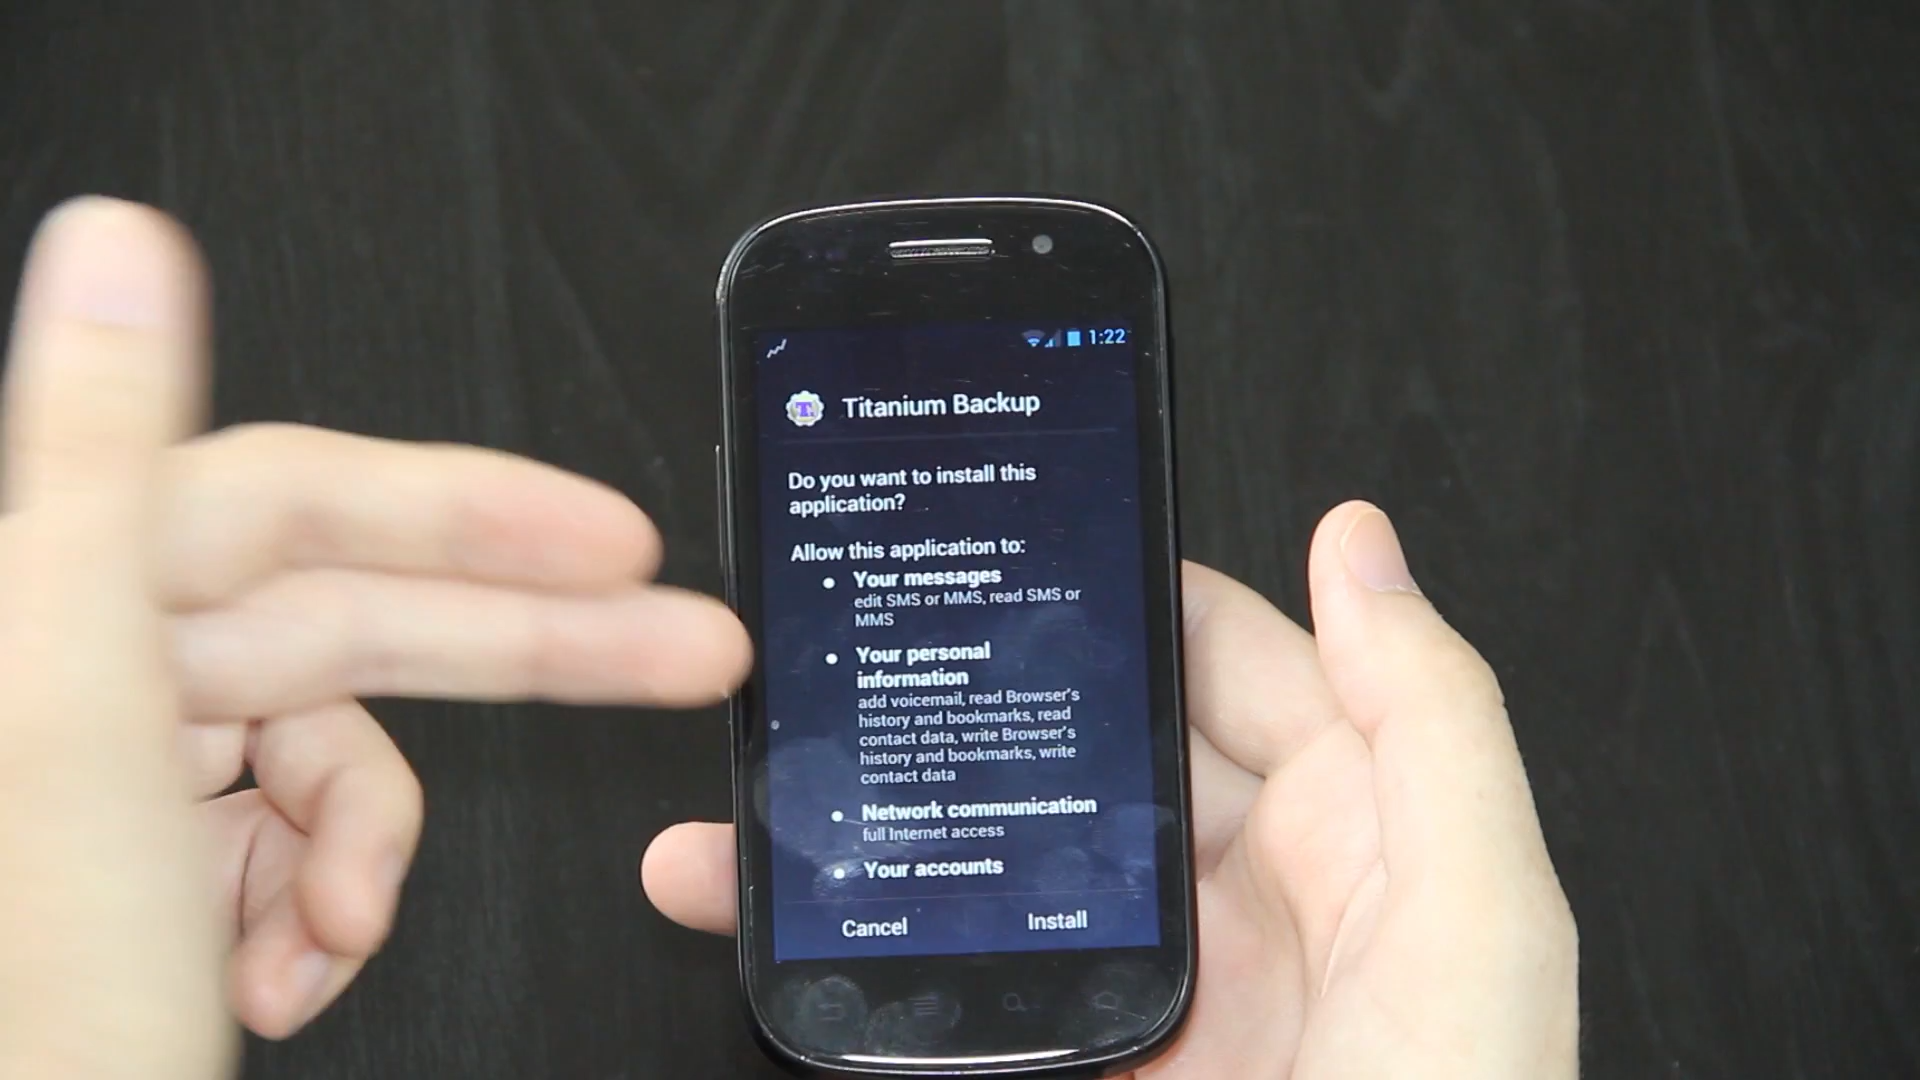 1:22
Titanium Backup
Do you want to install this
application?
Allow this application to:
Your messages
edit SMS or MMS, read SMS or
MMS
Your personal
information
add voicemail, read Browser's
history and bookmarks, read
contact data, write Browser's
history and bookmarks, write
contact data
Network communication
full Internet access
Your accounts
Cancel
Install